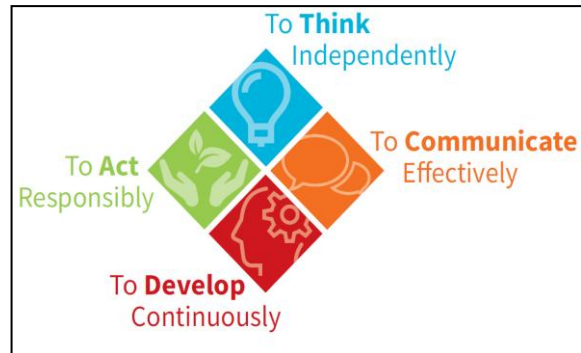 To Think
Independently
To Communicate
Effectively
To Act
Responsibly
To Develop
Continuously